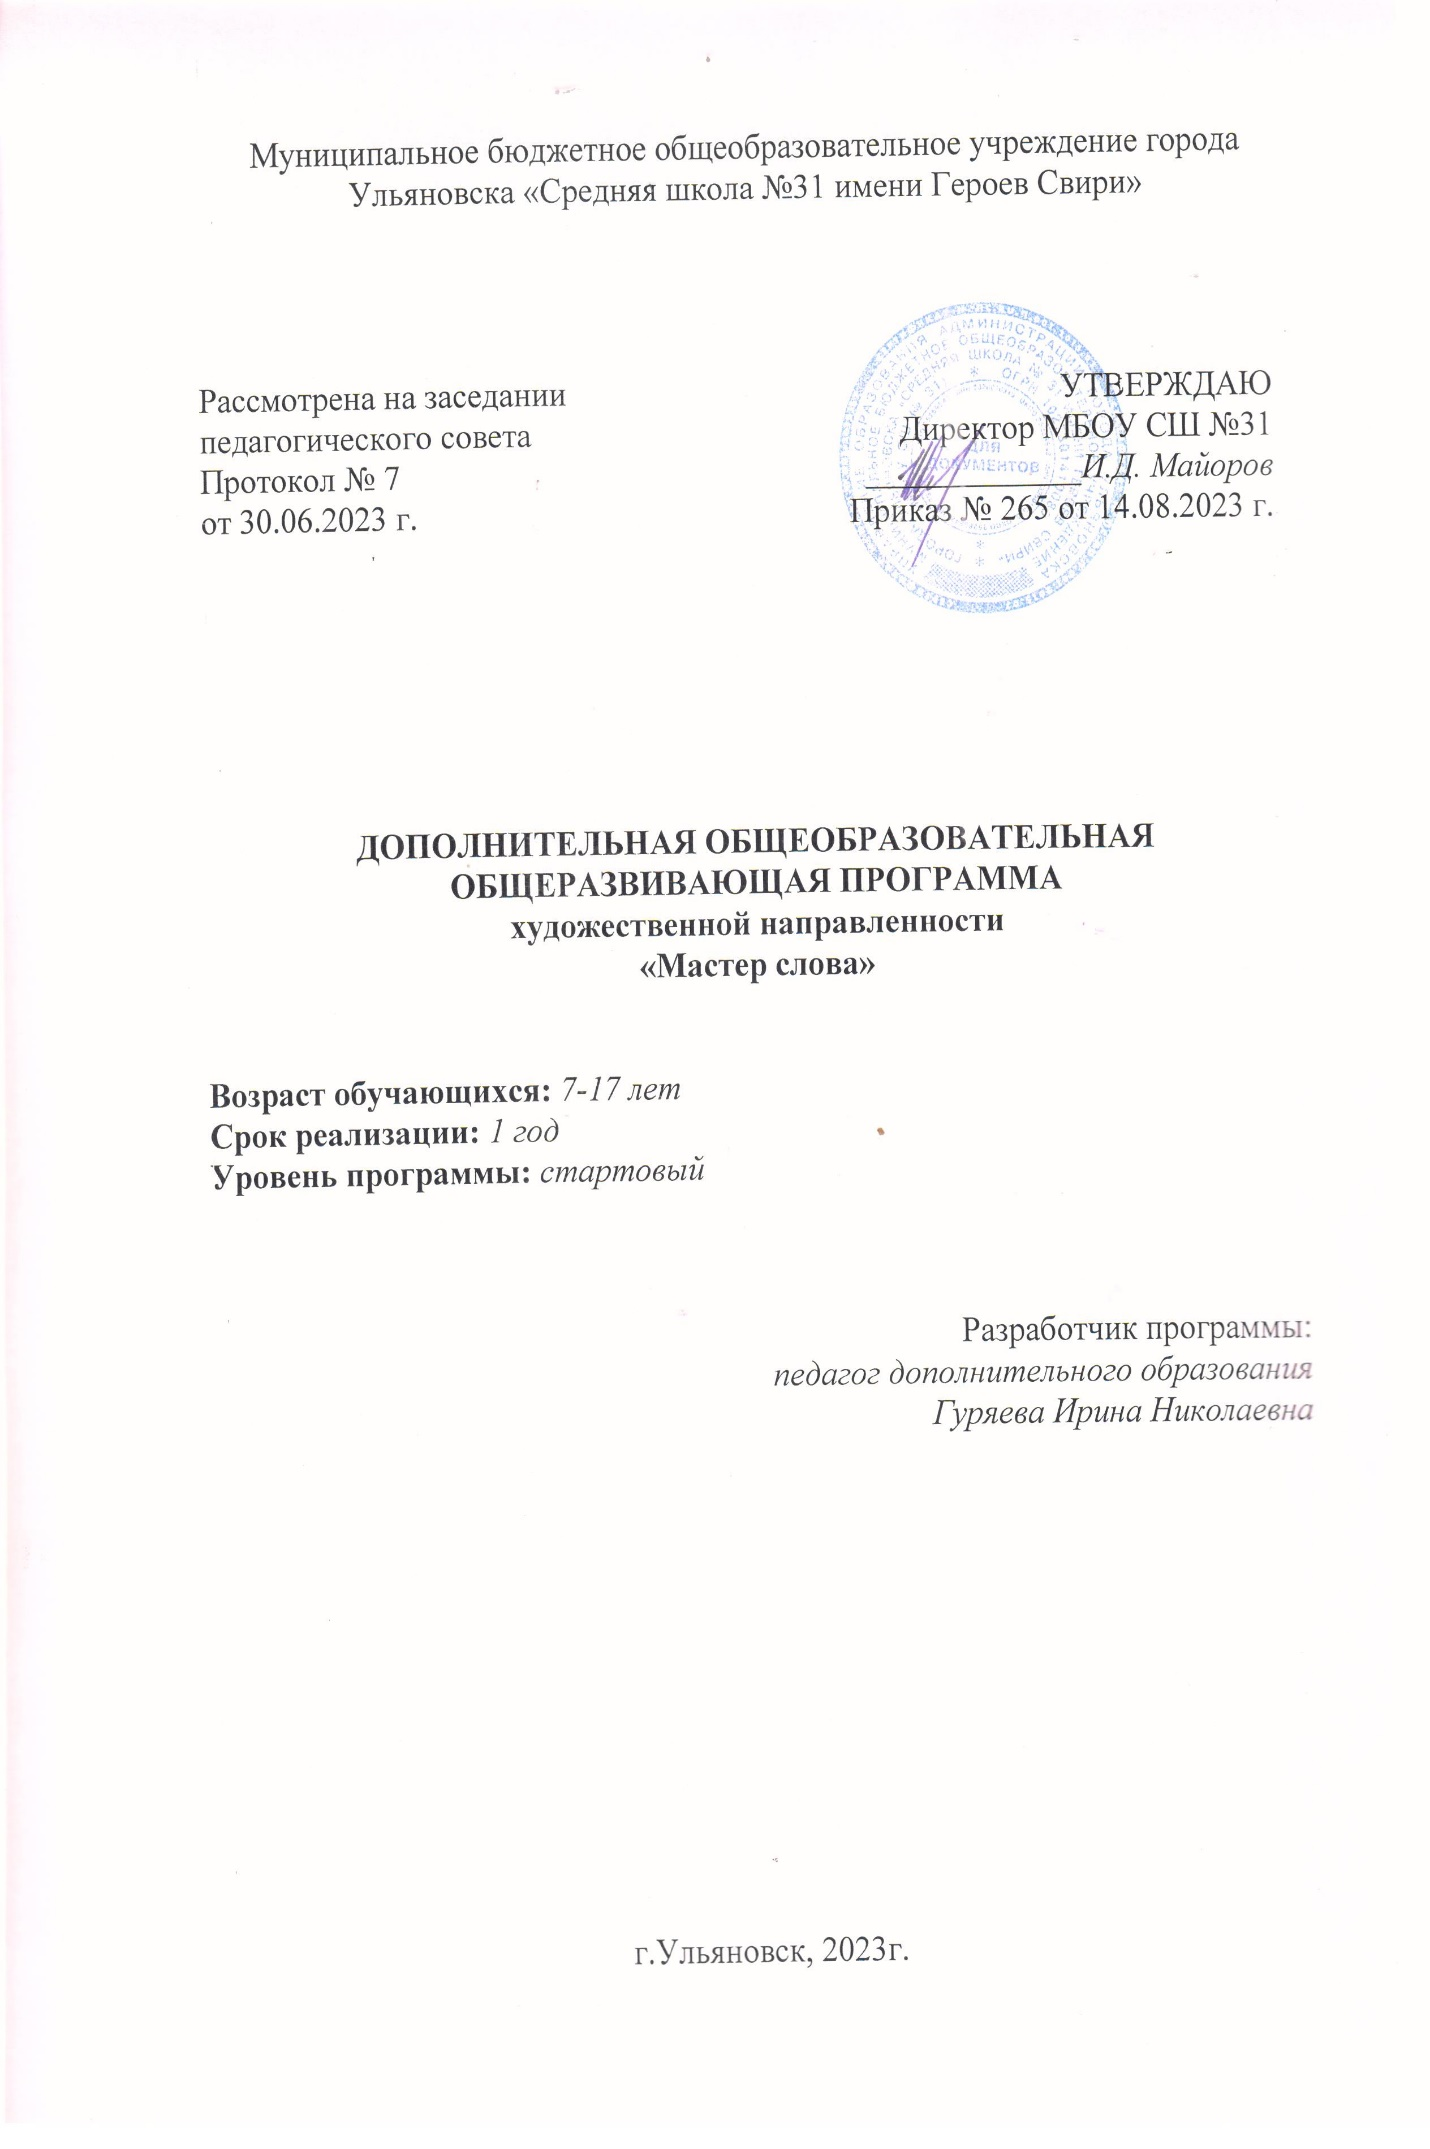 Муниципальное бюджетное общеобразовательное учреждение города
Ульяновска «Средняя школа №31 имени Героев Свири»
Рассмотрена на заседании
педагогического совета
Протокол № 7
от 30.06.2023 г.
УТВЕРЖДАЮ
Директор МБОУ СШ №31
И.Д. Майоров
Приказ № 265 от 14.08.2023 г.
ДЛЯ
ДОКУМЕНТОВ
ДОПОЛНИТЕЛЬНАЯ ОБЩЕОБРАЗОВАТЕЛЬНАЯ
ОБЩЕРАЗВИВАЮЩАЯ ПРОГРАММА
художественной направленности
«Мастер слова»
Возраст обучающихся: 7-17 лет
Срок реализации: 1 год
Уровень программы: стартовый
Разработчик программы:
педагог дополнительного образования
Гуряева Ирина Николаевна
г.Ульяновск, 2023г.